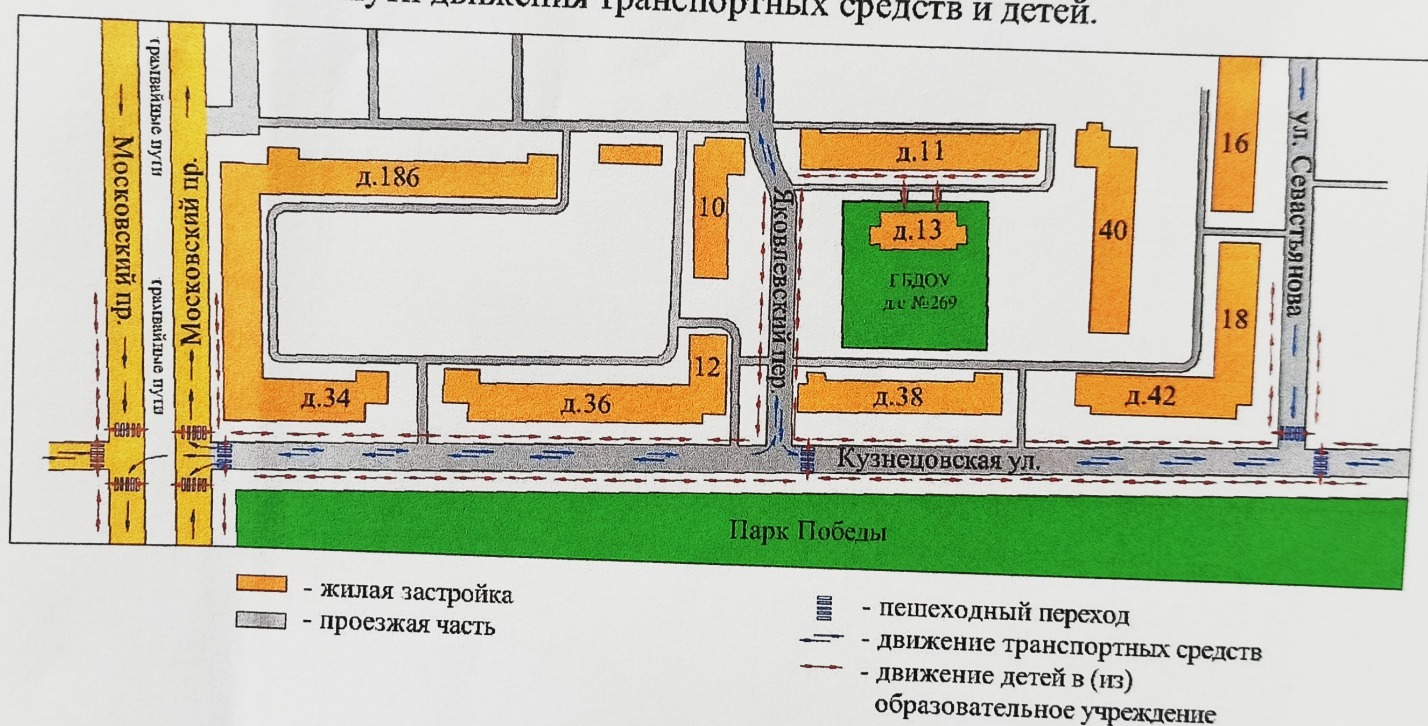 пути движения транспортных средств и детей.
трамвайные пути
Московский пр.
Московский пр.
трамвайные пути
д.186
10
Яковлевский пер.
д.11
д.13
ГБДОУ
д.с №269
40
16
ул. Севастьянова
18
д.34
д.36
12
д.38
д.42
Кузнецовская ул.
Парк Победы
- жилая застройка
- проезжая часть
- пешеходный переход
- движение транспортных средств
- движение детей в (из)
образовательное учреждение